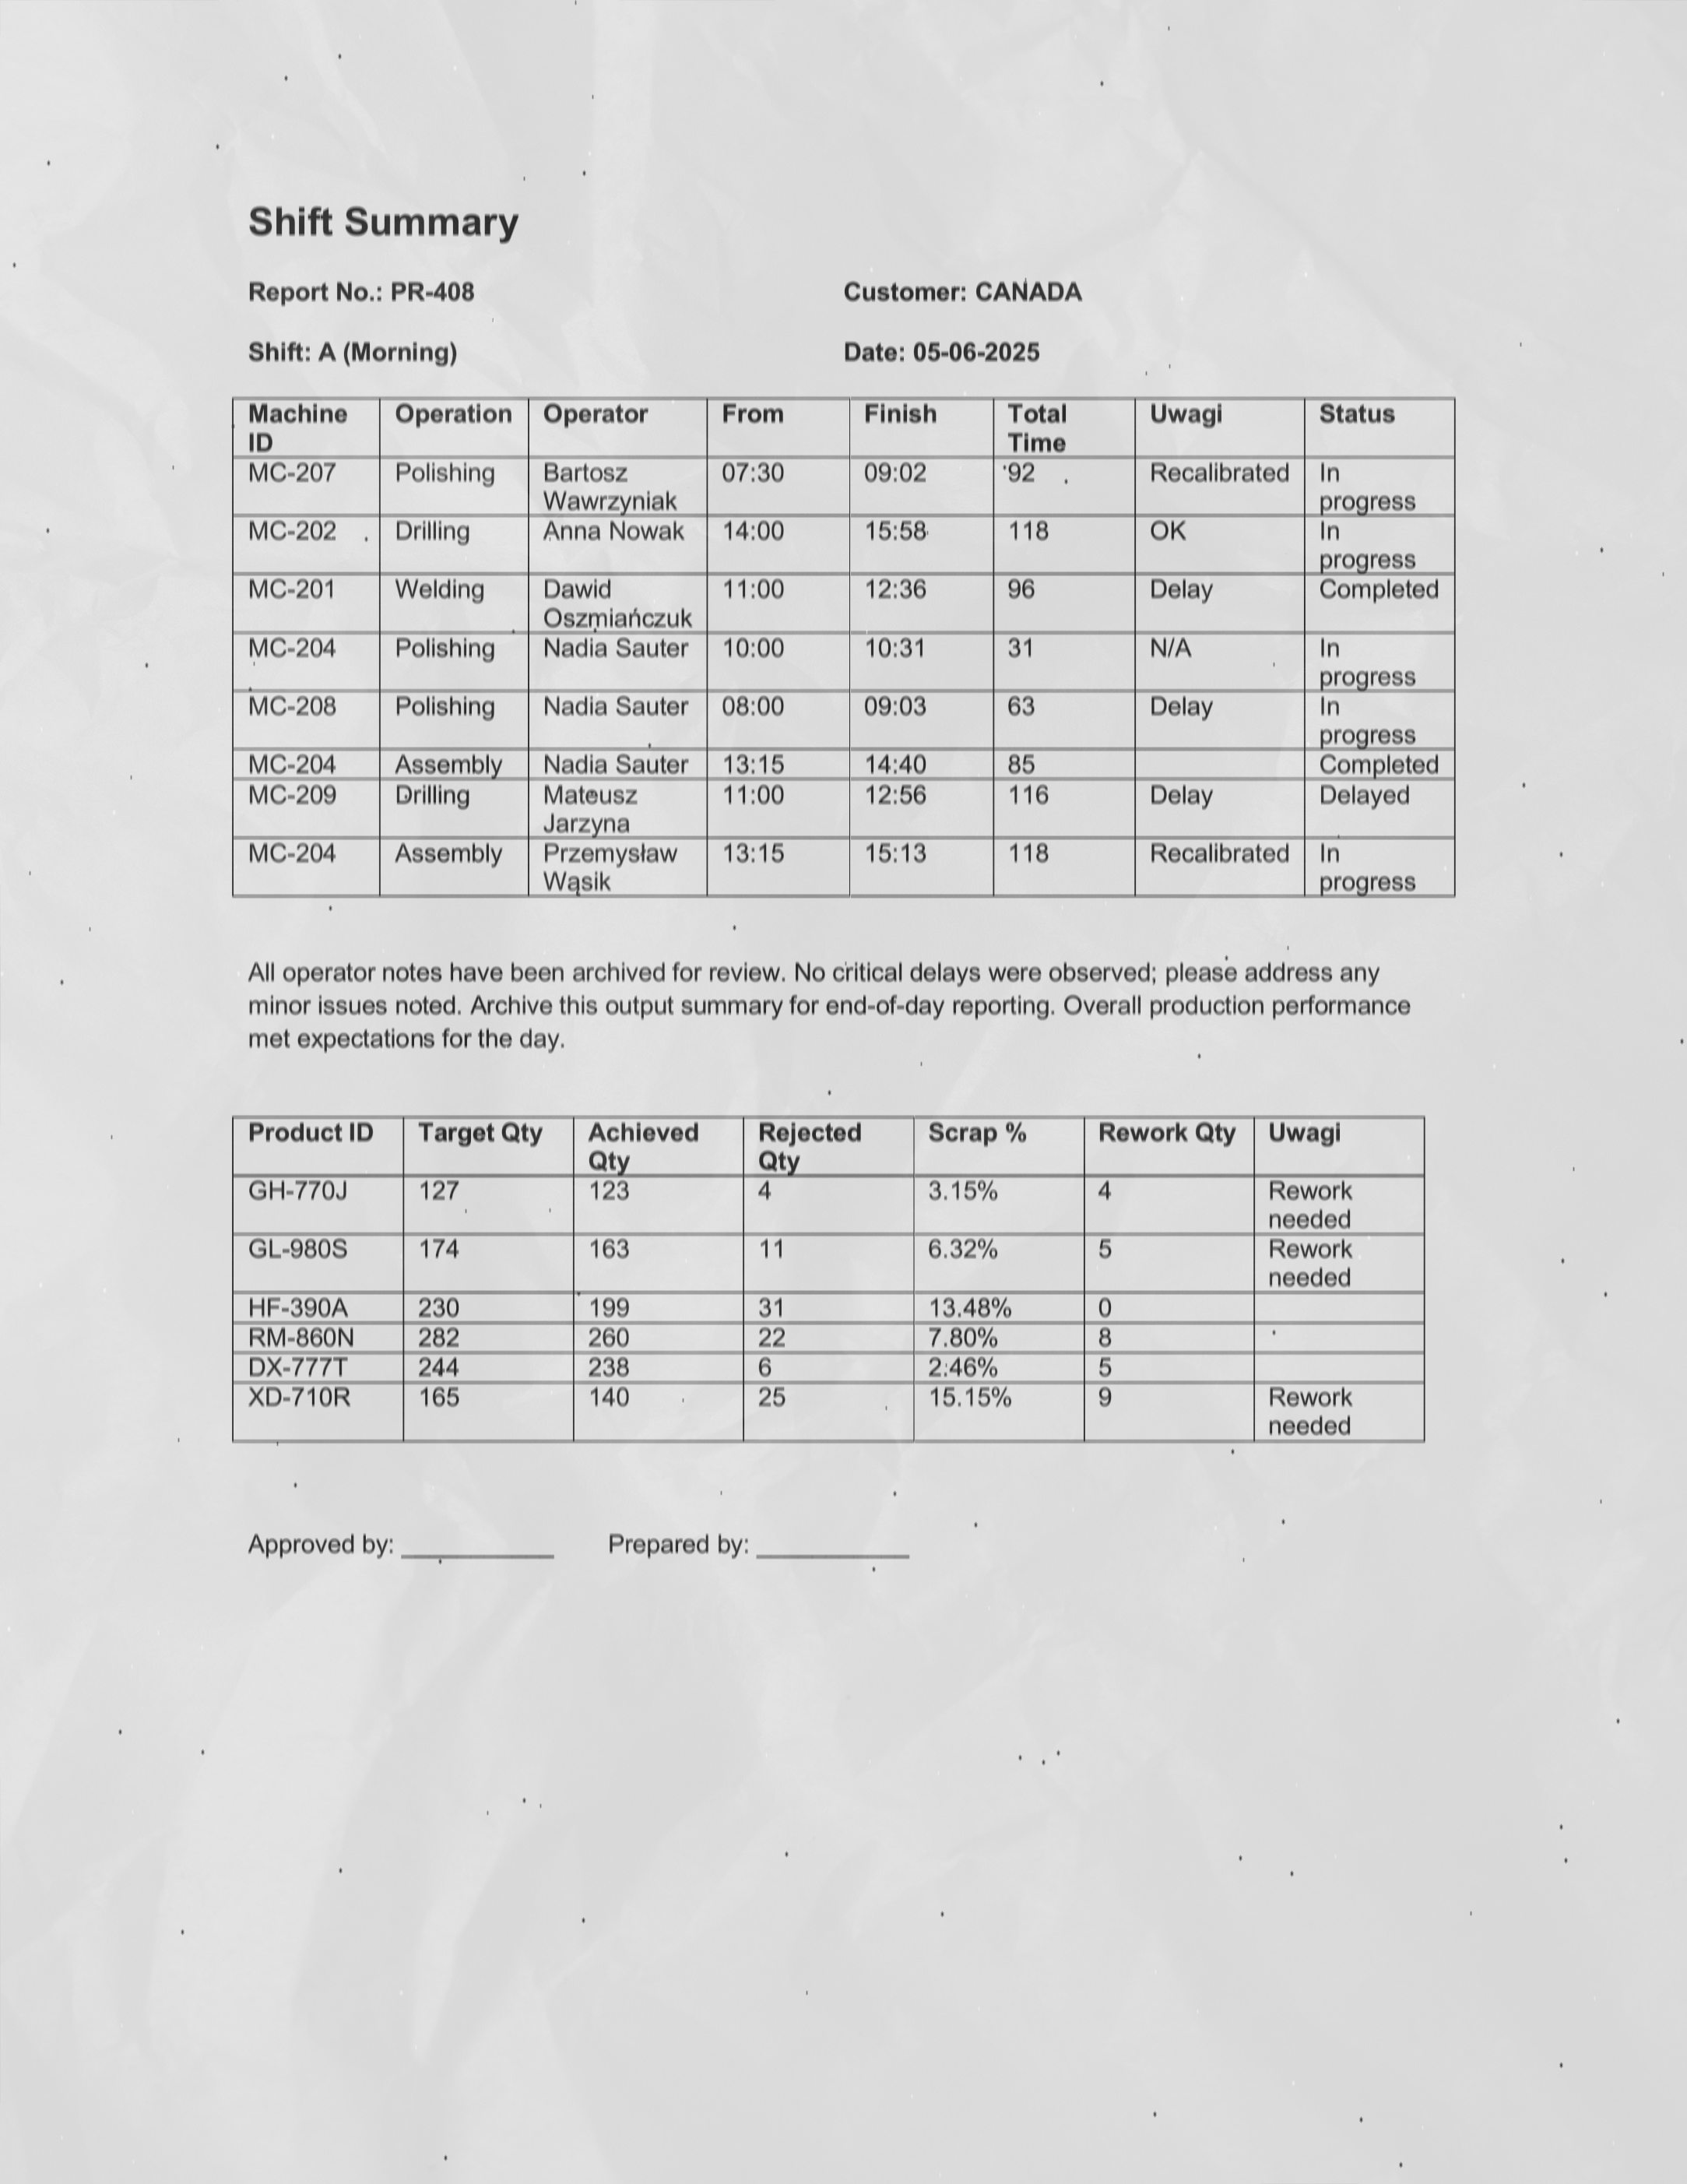 Shift Summary
Report No.: PR-408 Customer: CANADA
Shift: A (Morning) Date: 05-06-2025
Machine ID Operation Operator From Finish Total Time Uwagi Status
MC-207 Polishing Bartosz Wawrzyniak 07:30 09:02 92 Recalibrated In progress
MC-202 Drilling Anna Nowak 14:00 15:58 118 OK In progress
MC-201 Welding Dawid Oszmiańczuk 11:00 12:36 96 Delay Completed
MC-204 Polishing Nadia Sauter 10:00 10:31 31 N/A In progress
MC-208 Polishing Nadia Sauter 08:00 09:03 63 Delay In progress
MC-204 Assembly Nadia Sauter 13:15 14:40 85 Completed
MC-209 Drilling Mateusz Jarzyna 11:00 12:56 116 Delay Delayed
MC-204 Assembly Przemysław Wąsik 13:15 15:13 118 Recalibrated In progress
All operator notes have been archived for review. No critical delays were observed; please address any
minor issues noted. Archive this output summary for end-of-day reporting. Overall production performance
met expectations for the day.
Product ID Target Qty Achieved Qty Rejected Qty Scrap % Rework Qty Uwagi
GH-770J 127 123 4 3.15% 4 Rework needed
GL-980S 174 163 11 6.32% 5 Rework needed
HF-390A 230 199 31 13.48% 0
RM-860N 282 260 22 7.80% 8
DX-777T 244 238 6 2.46% 5
XD-710R 165 140 25 15.15% 9 Rework needed
Approved by: ___________ Prepared by: ___________